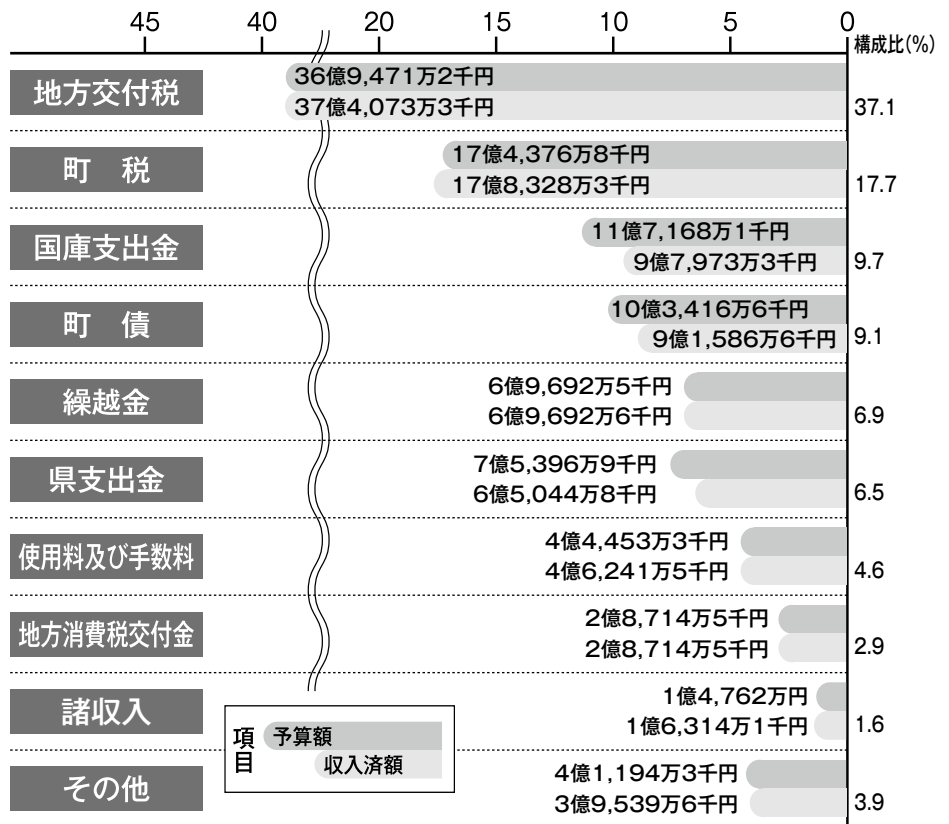 45 40 20 15 10 5 0
構成比(%)
地方交付税
36億9,471万2千円
37億4,073万3千円
37.1
町 税
17億4,376万8千円
17億8,328万3千円
17.7
国庫支出金
11億7,168万1千円
9億7,973万3千円
9.7
町 債
10億3,416万6千円
9億1,586万6千円
9.1
繰越金
6億9,692万5千円
6億9,692万6千円
6.9
県支出金
7億5,396万9千円
6億5,044万8千円
6.5
使用料及び手数料
4億4,453万3千円
4億6,241万5千円
4.6
地方消費税交付金
2億8,714万5千円
2億8,714万5千円
2.9
諸収入
1億4,762万円
1億6,314万1千円
1.6
項目
予算額
収入済額
その他
4億1,194万3千円
3億9,539万6千円
3.9